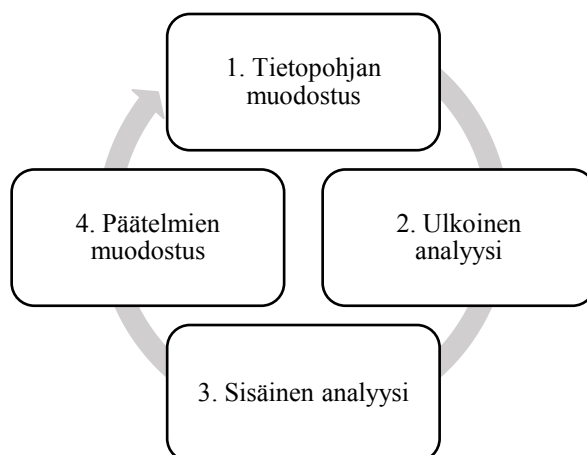 1. Tietopohjan
muodostus
2. Ulkoinen
analyysi
3. Sisäinen analyysi
4. Päätelmien
muodostus